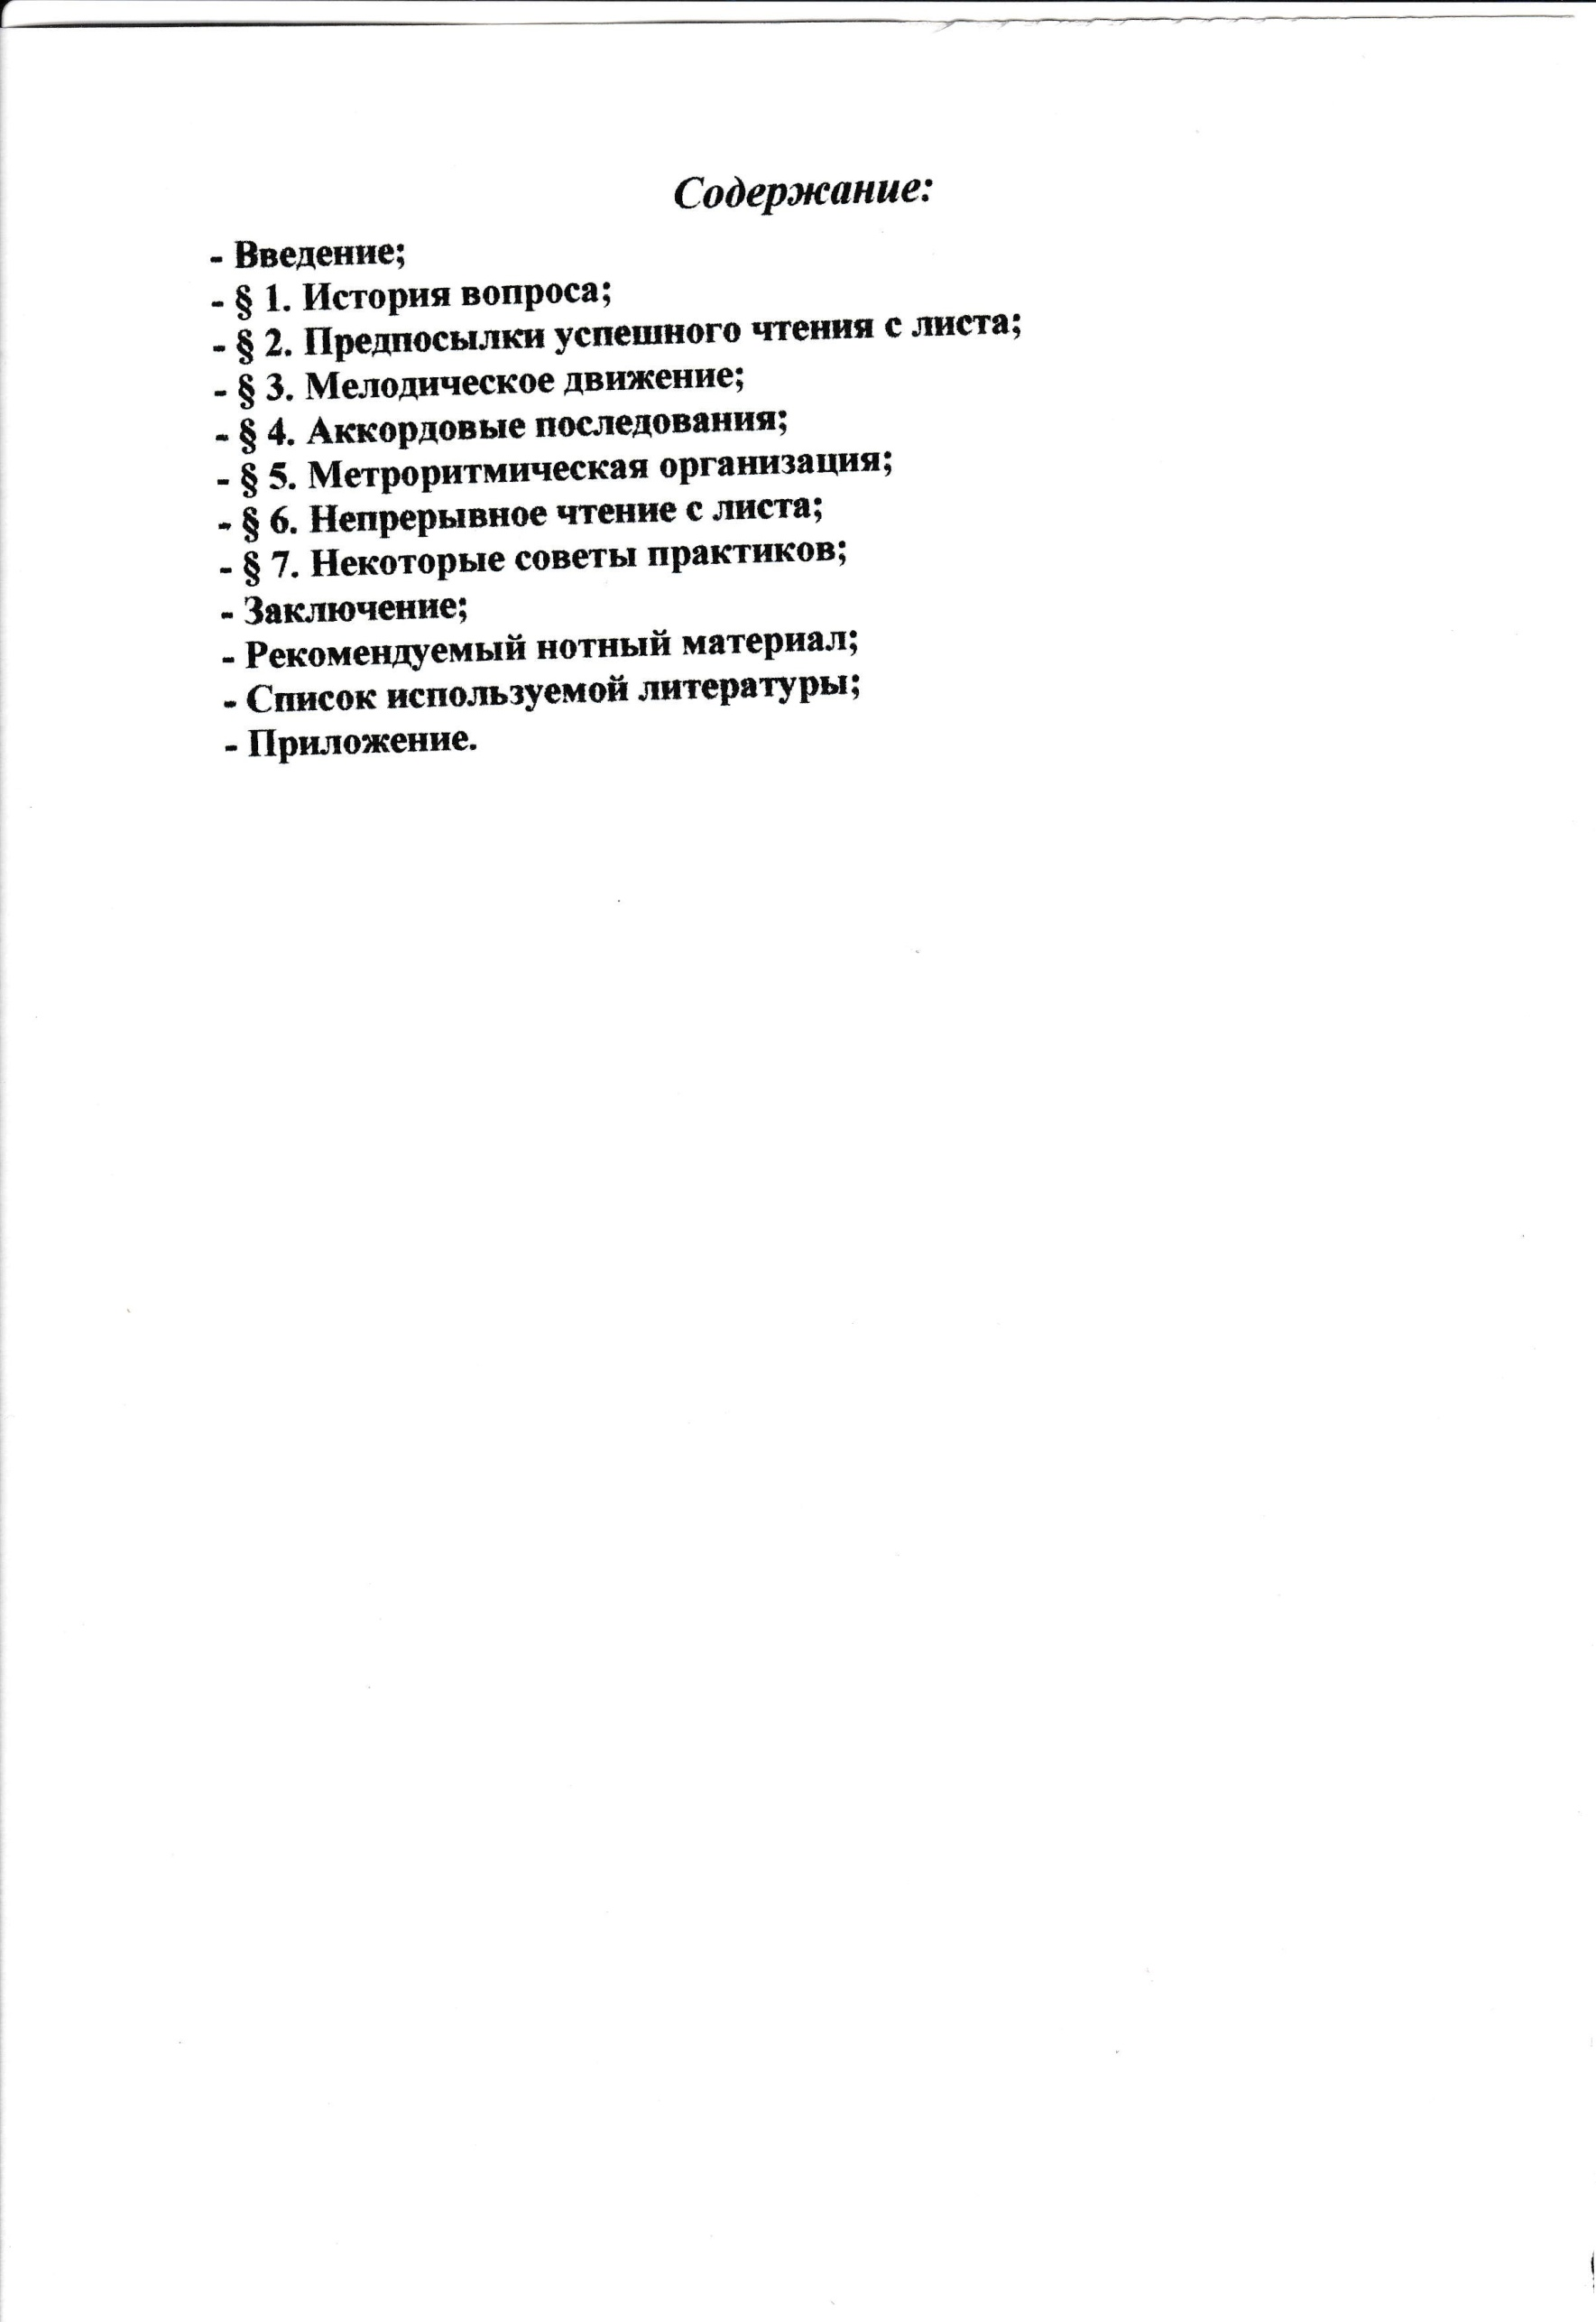 Содержание:
- Введение;
- § 1. История вопроса;
- § 2. Предпосылки успешного чтения с листа;
- § 3. Мелодическое движение;
- § 4. Аккордовые последования;
- § 5. Метроритмическая организация;
- § 6. Непрерывное чтение с листа;
- § 7. Некоторые советы практиков;
- Заключение;
- Рекомендуемый нотный материал;
- Список используемой литературы;
- Приложение.